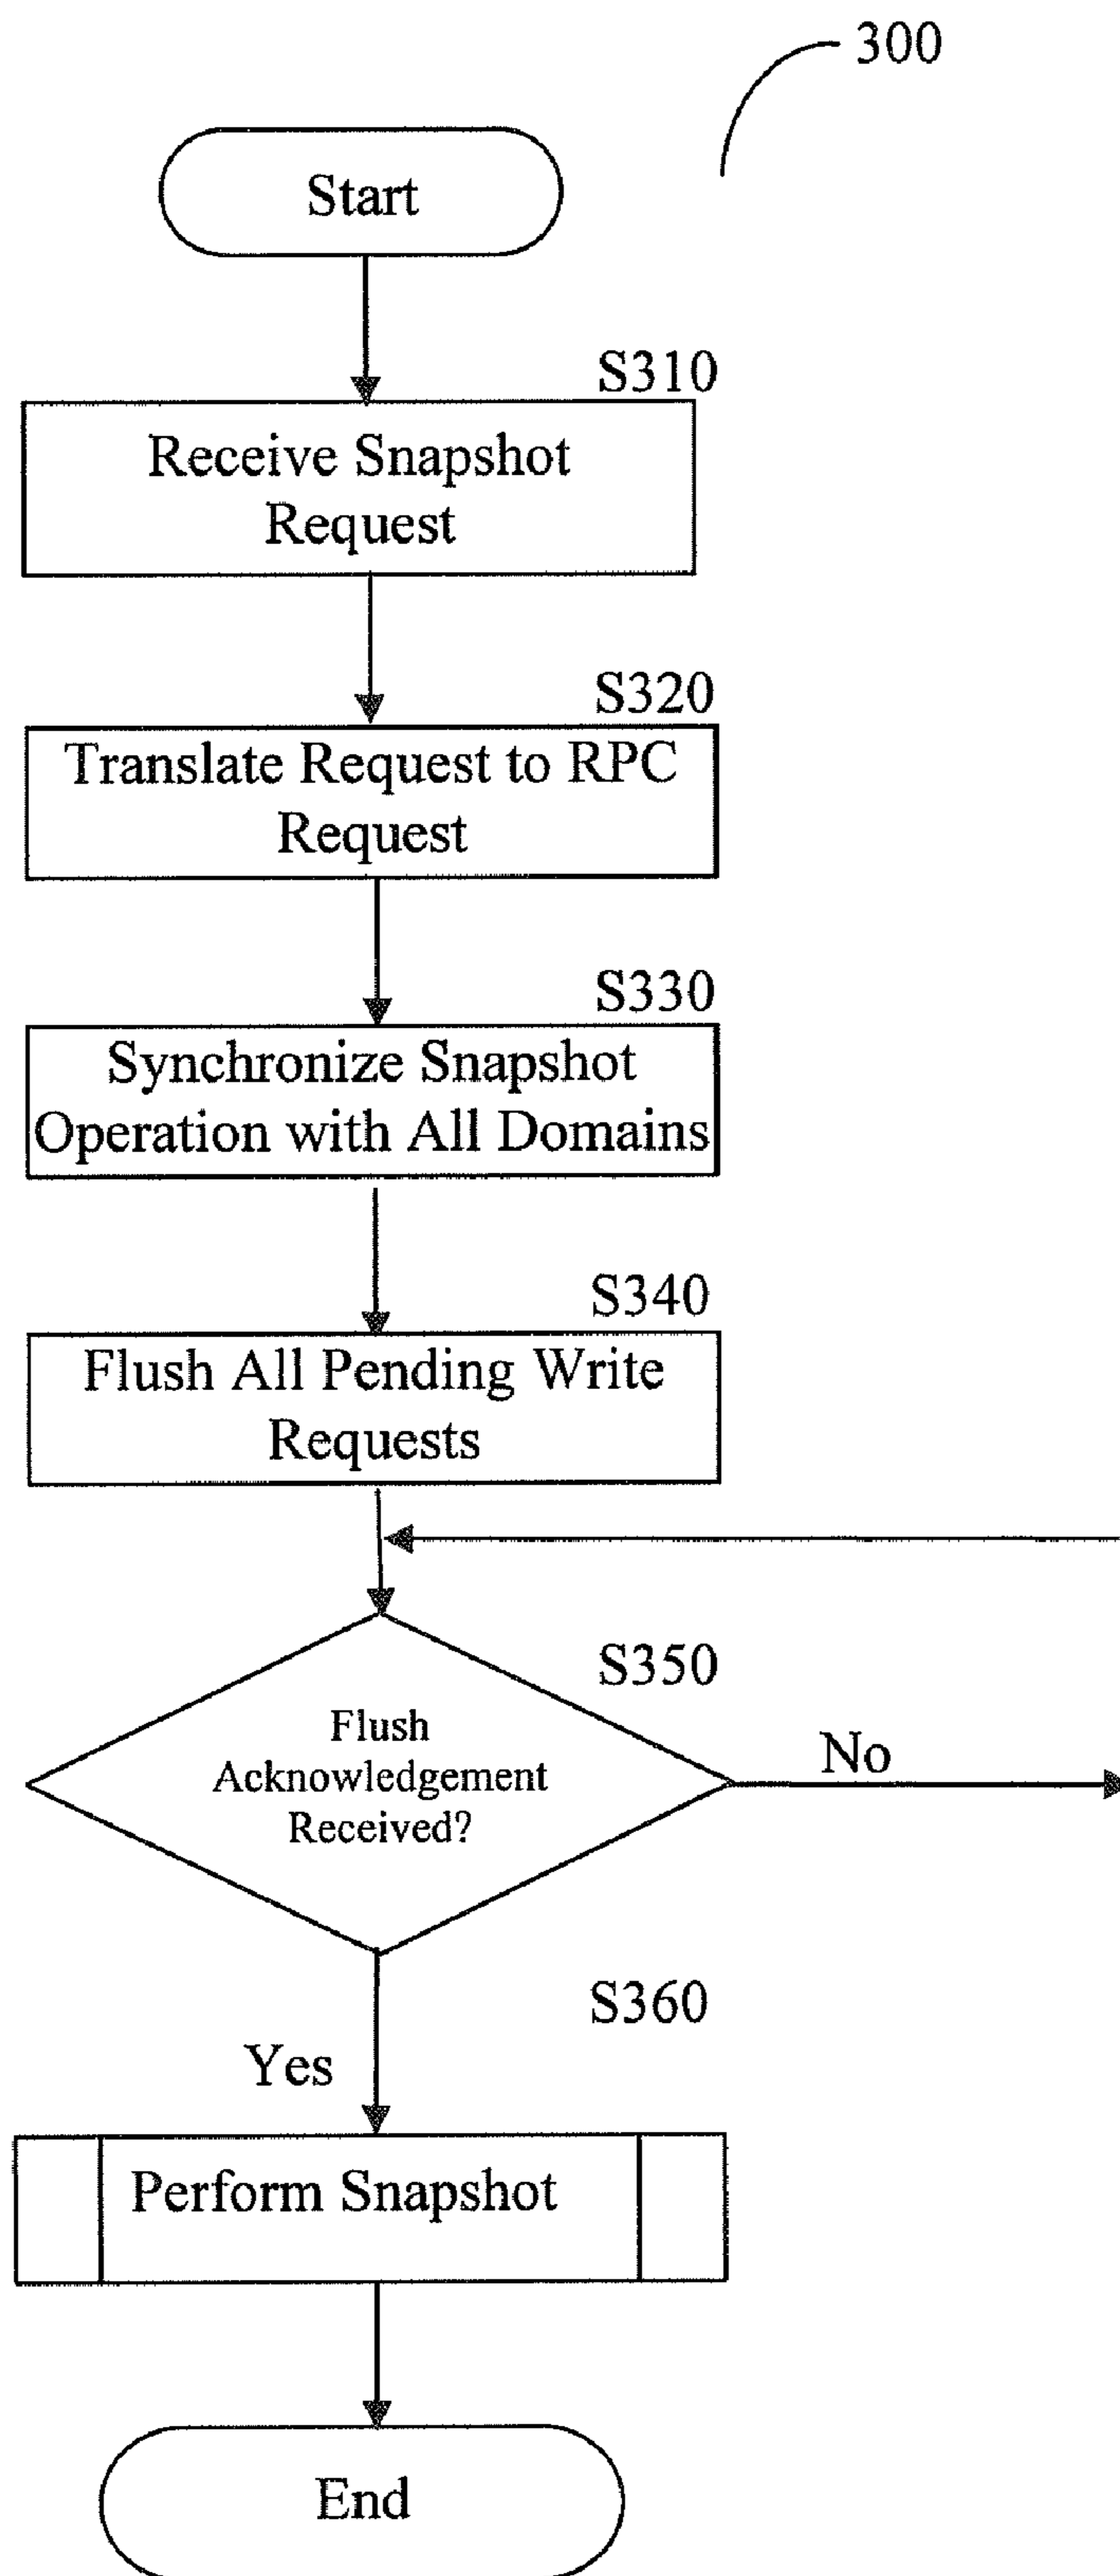 300
Start
S310
Receive Snapshot
Request
S320
Translate Request to RPC
Request
S330
Synchronize Snapshot
Operation with All Domains
S340
Flush All Pending Write
Requests
S350
Flush
Acknowledgement
Received?
No
S360
Yes
Perform Snapshot
End